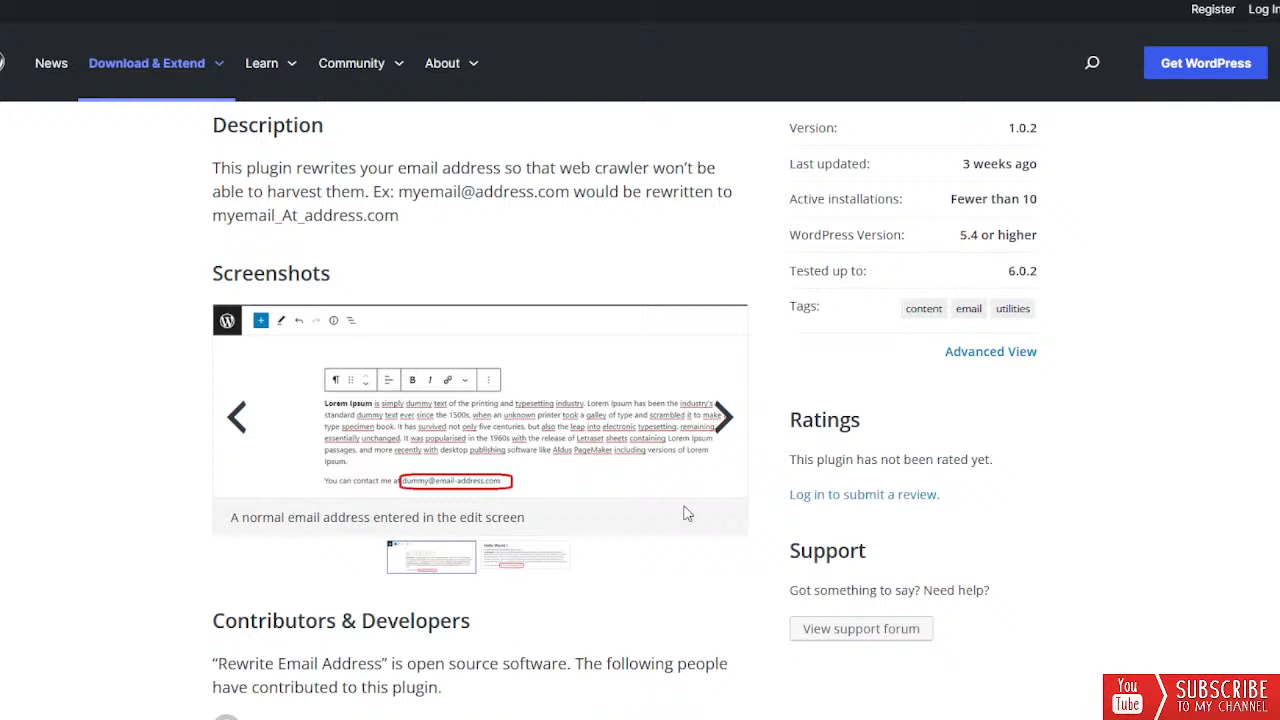 Register Log In
News Download & Extend Learn Community About Get WordPress
Description
This plugin rewrites your email address so that web crawler won't be
able to harvest them. Ex: myemail@address.com would be rewritten to
myemail_At_address.com
Screenshots
Lorem Ipsum is simply dummy text of the printing and typesetting industry. Lorem Ipsum has been the industry's
standard dummy text ever since the 1500s, when an unknown printer took a galley of type and scrambled it to make
type specimen book. It has survived not only five centuries, but also the leap into electronic typesetting, remaining
essentially unchanged. It was popularised in the 1960s with the release of Letraset sheets containing Lorem Ipsum
passages, and more recently with desktop publishing software like Aldus PageMaker including versions of Lorem
Ipsum.
You can contact me at dummy@email-address.com
A normal email address entered in the edit screen
Contributors & Developers
“Rewrite Email Address” is open source software. The following people
have contributed to this plugin.
Version: 1.0.2
Last updated: 3 weeks ago
Active installations: Fewer than 10
WordPress Version: 5.4 or higher
Tested up to: 6.0.2
Tags: content email utilities
Advanced View
Ratings
This plugin has not been rated yet.
Log in to submit a review.
Support
Got something to say? Need help?
View support forum
You Tube SUBSCRIBE
TO MY CHANNEL